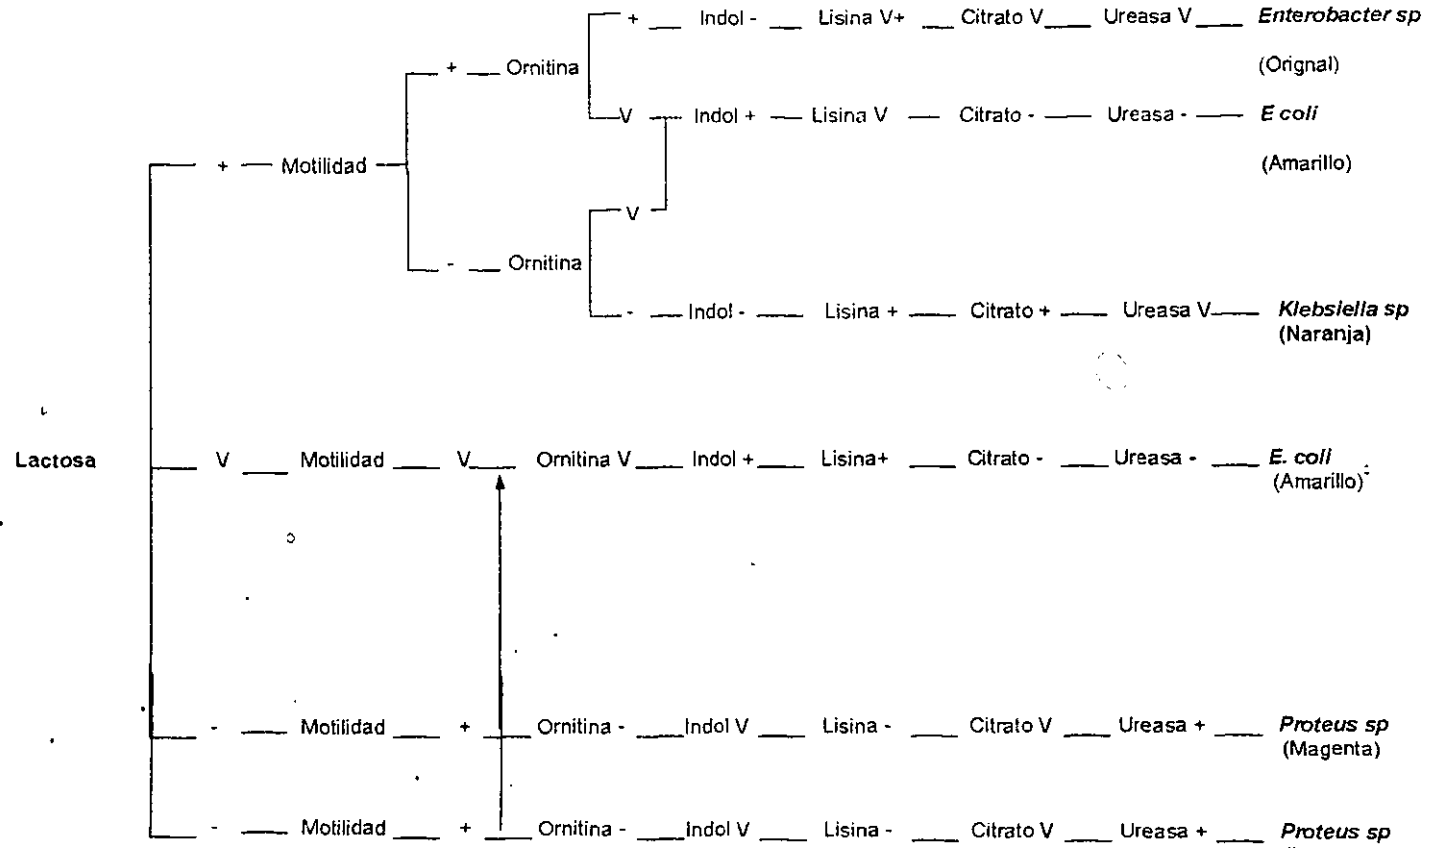 + Indol - Lisina V+ Citrato V Ureasa V Enterobacter sp
+ Ornitina (Orignal)
V Indol + Lisina V Citrato - Ureasa - E coli
+ Motilidad (Amarillo)
V
- Ornitina
- Indol - Lisina + Citrato + Ureasa V Klebsiella sp
(Naranja)
Lactosa V Motilidad V Ornitina V Indol + Lisina+ Citrato - Ureasa - E. coli
(Amarillo)
- Motilidad + Ornitina - Indol V Lisina - Citrato V Ureasa + Proteus sp
(Magenta)
- Motilidad + Ornitina - Indol V Lisina - Citrato V Ureasa + Proteus sp